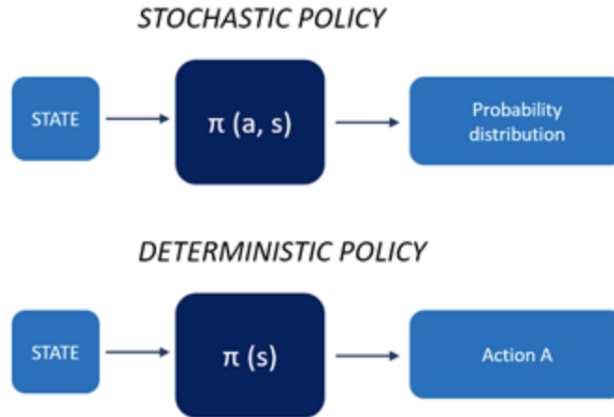 STOCHASTIC POLICY
STATE
π (a, s)
Probability
distribution
DETERMINISTIC POLICY
STATE
π (s)
Action A